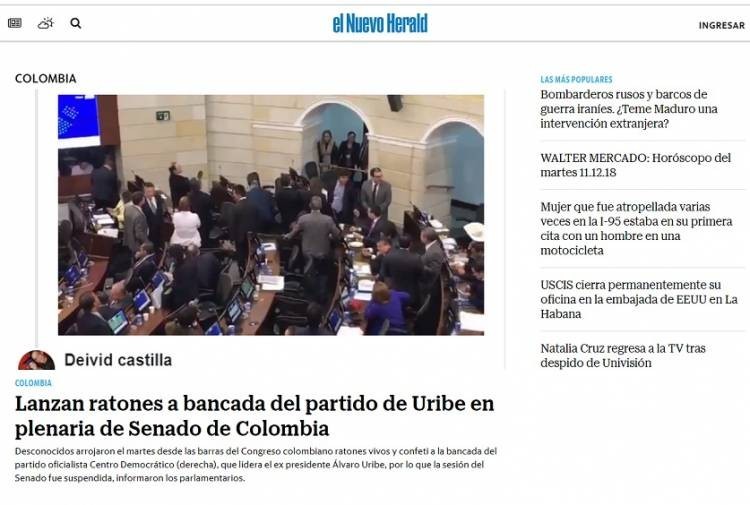 el Nuevo Herald
INGRESAR
COLOMBIA
Deivid castilla
COLOMBIA
Lanzan ratones a bancada del partido de Uribe en
plenaria de Senado de Colombia
Desconocidos arrojaron el martes desde las barras del Congreso colombiano ratones vivos y confeti a la bancada del
partido oficialista Centro Democrático (derecha), que lidera el ex presidente Álvaro Uribe, por lo que la sesión del
Senado fue suspendida, informaron los parlamentarios.
LAS MÁS POPULARES
Bombarderos rusos y barcos de
guerra iraníes. ¿Teme Maduro una
intervención extranjera?
WALTER MERCADO: Horóscopo del
martes 11.12.18
Mujer que fue atropellada varias
veces en la I-95 estaba en su primera
cita con un hombre en una
motocicleta
USCIS cierra permanentemente su
oficina en la embajada de EEUU en La
Habana
Natalia Cruz regresa a la TV tras
despido de Univisión